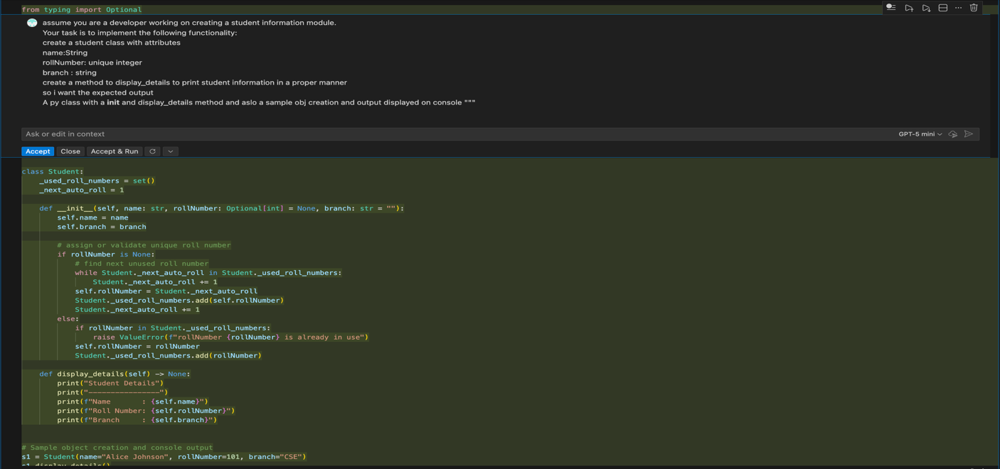 from typing import Optional
assume you are a developer working on creating a student information module.
Your task is to implement the following functionality:
create a student class with attributes
name:String
rollNumber: unique integer
branch : string
create a method to display_details to print student information in a proper manner
so i want the expected output
A py class with a init and display_details method and aslo a sample obj creation and output displayed on console """
Ask or edit in context
GPT-5 mini
Accept
Close
Accept & Run
class Student:
    _used_roll_numbers = set()
    _next_auto_roll = 1
    def __init__(self, name: str, rollNumber: Optional[int] = None, branch: str = ""):
        self.name = name
        self.branch = branch
        # assign or validate unique roll number
        if rollNumber is None:
            # find next unused roll number
            while Student._next_auto_roll in Student._used_roll_numbers:
                Student._next_auto_roll += 1
            self.rollNumber = Student._next_auto_roll
            Student._used_roll_numbers.add(self.rollNumber)
            Student._next_auto_roll += 1
        else:
            if rollNumber in Student._used_roll_numbers:
                raise ValueError(f"rollNumber {rollNumber} is already in use")
            self.rollNumber = rollNumber
            Student._used_roll_numbers.add(rollNumber)
    def display_details(self) -> None:
        print("Student Details")
        print("----------------")
        print(f"Name       : {self.name}")
        print(f"Roll Number: {self.rollNumber}")
        print(f"Branch     : {self.branch}")
# Sample object creation and console output
s1 = Student(name="Alice Johnson", rollNumber=101, branch="CSE")
s1.display_details()